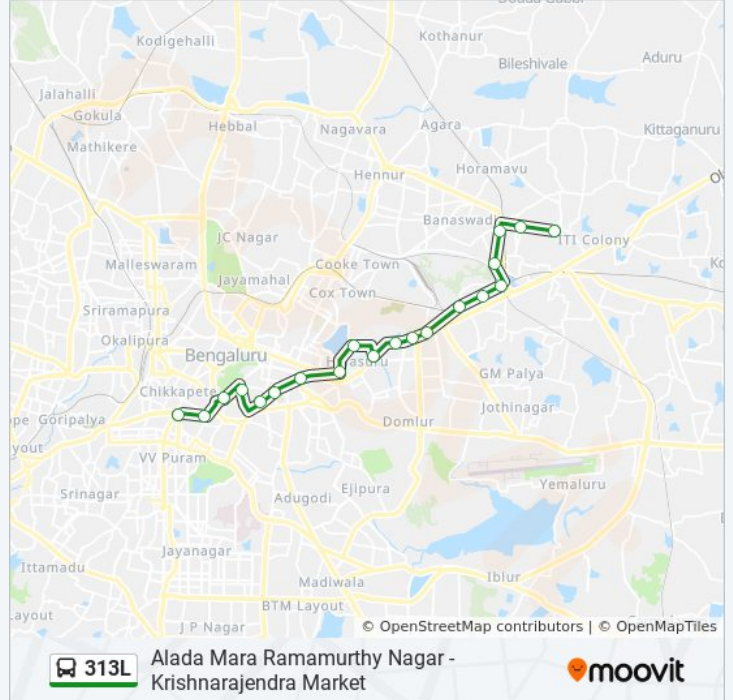 Dodda Gubbi
Kothanur
Kodigehalli
Bileshivale
Aduru
Jalahalli
Gokula
Hebbal
Nagavara
Agara
Kittaganuru
Mathikere
Horamavu
Hennur
Banaswadi
JC Nagar
ITI Colony
Malleswaram
Cooke Town
Jayamahal
Cox Town
Sriramapura
Okalipura
Bengaluru
GM Palya
Chikkapete
Jothinagar
Goripalya
Domlur
VV Puram
Yemaluru
Ejipura
Srinagar
Adugodi
Jayanagar
Ittamadu
Madiwala
Iblur
BTM Layout
J P Nagar
© OpenStreetMap contributors | © OpenMapTiles
313L
Alada Mara Ramamurthy Nagar -
Krishnarajendra Market
moovit